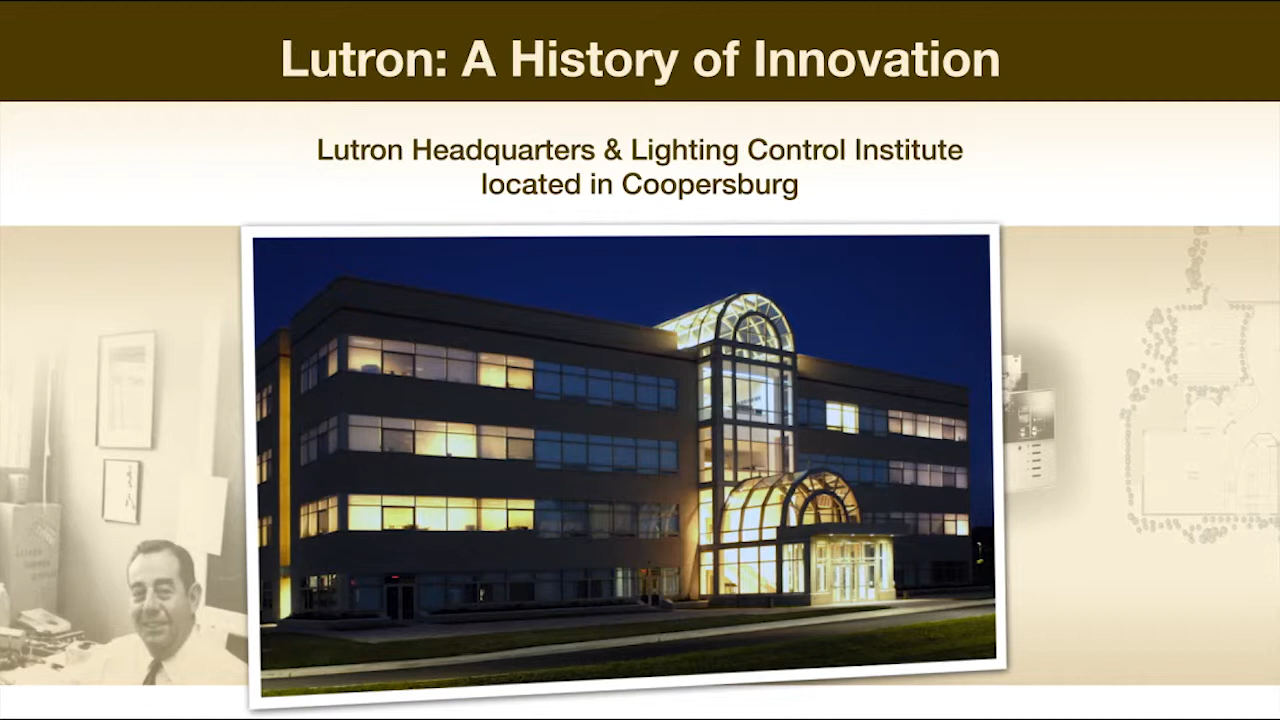 Lutron: A History of Innovation
Lutron Headquarters & Lighting Control Institute
located in Coopersburg